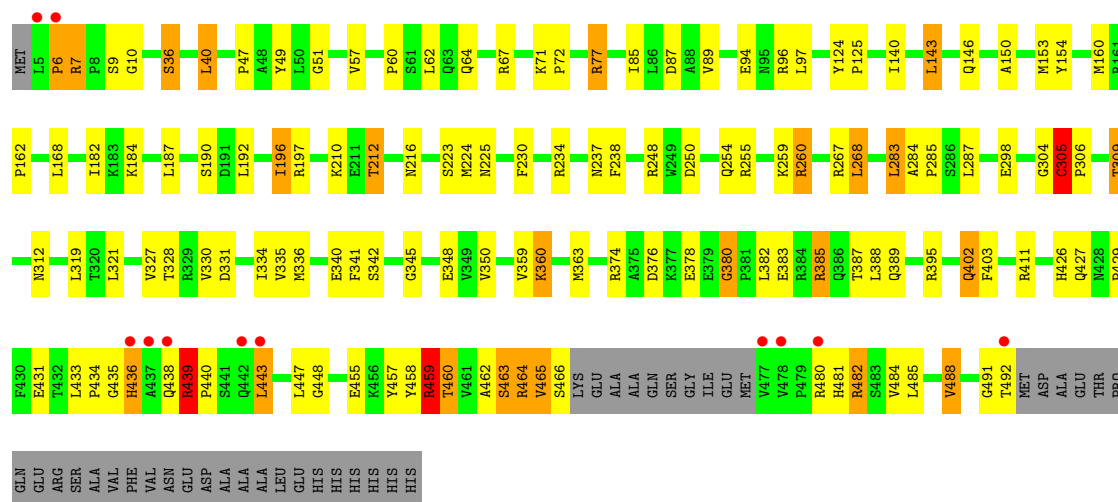 MET L5 P6 R7 P8 S9 G10 S36 L40 P47 A48 Y49 L50 G51 V57 P60 S61 L62 Q63 Q64 R67 K71 P72 R77 I85 L86 D87 A88 V89 E94 N95 R96 L97 Y124 P125 I140 L143 Q146 A150 M153 Y154 M160
P162 L168 I182 K183 K184 L187 S190 D191 L192 I196 R197 K210 E211 T212 N216 S223 M224 N225 F230 R234 N237 F238 R248 W249 D250 Q254 R255 K259 R260 R267 L268 L283 A284 P285 S286 L287 E298 G304 C305 P306 T309
N312 L319 T320 L321 V327 T328 R329 V330 D331 I334 V335 M336 E340 F341 S342 G345 E348 V349 V350 V359 K360 M363 R374 A375 D376 K377 E378 E379 G380 P381 L382 E383 R384 R385 Q386 T387 L388 Q389 R395 Q402 F403 R411 H426 Q427 N428
F430 E431 T432 L433 P434 G435 H436 A437 Q438 R439 P440 S441 Q442 L443 L447 G448 E455 K456 Y457 Y458 R459 T460 V461 A462 S463 R464 V465 S466 LYS GLU ALA ALA GLN SER GLY ILE GLU MET V477 V478 P479 R480 H481 R482 S483 V484 L485 V488 G491 T492 MET ASP ALA GLU THR PRO
GLN GLU ARG SER ALA VAL PHE VAL ASN GLU ASP ALA ALA ALA LEU GLU HIS HIS HIS HIS HIS HIS